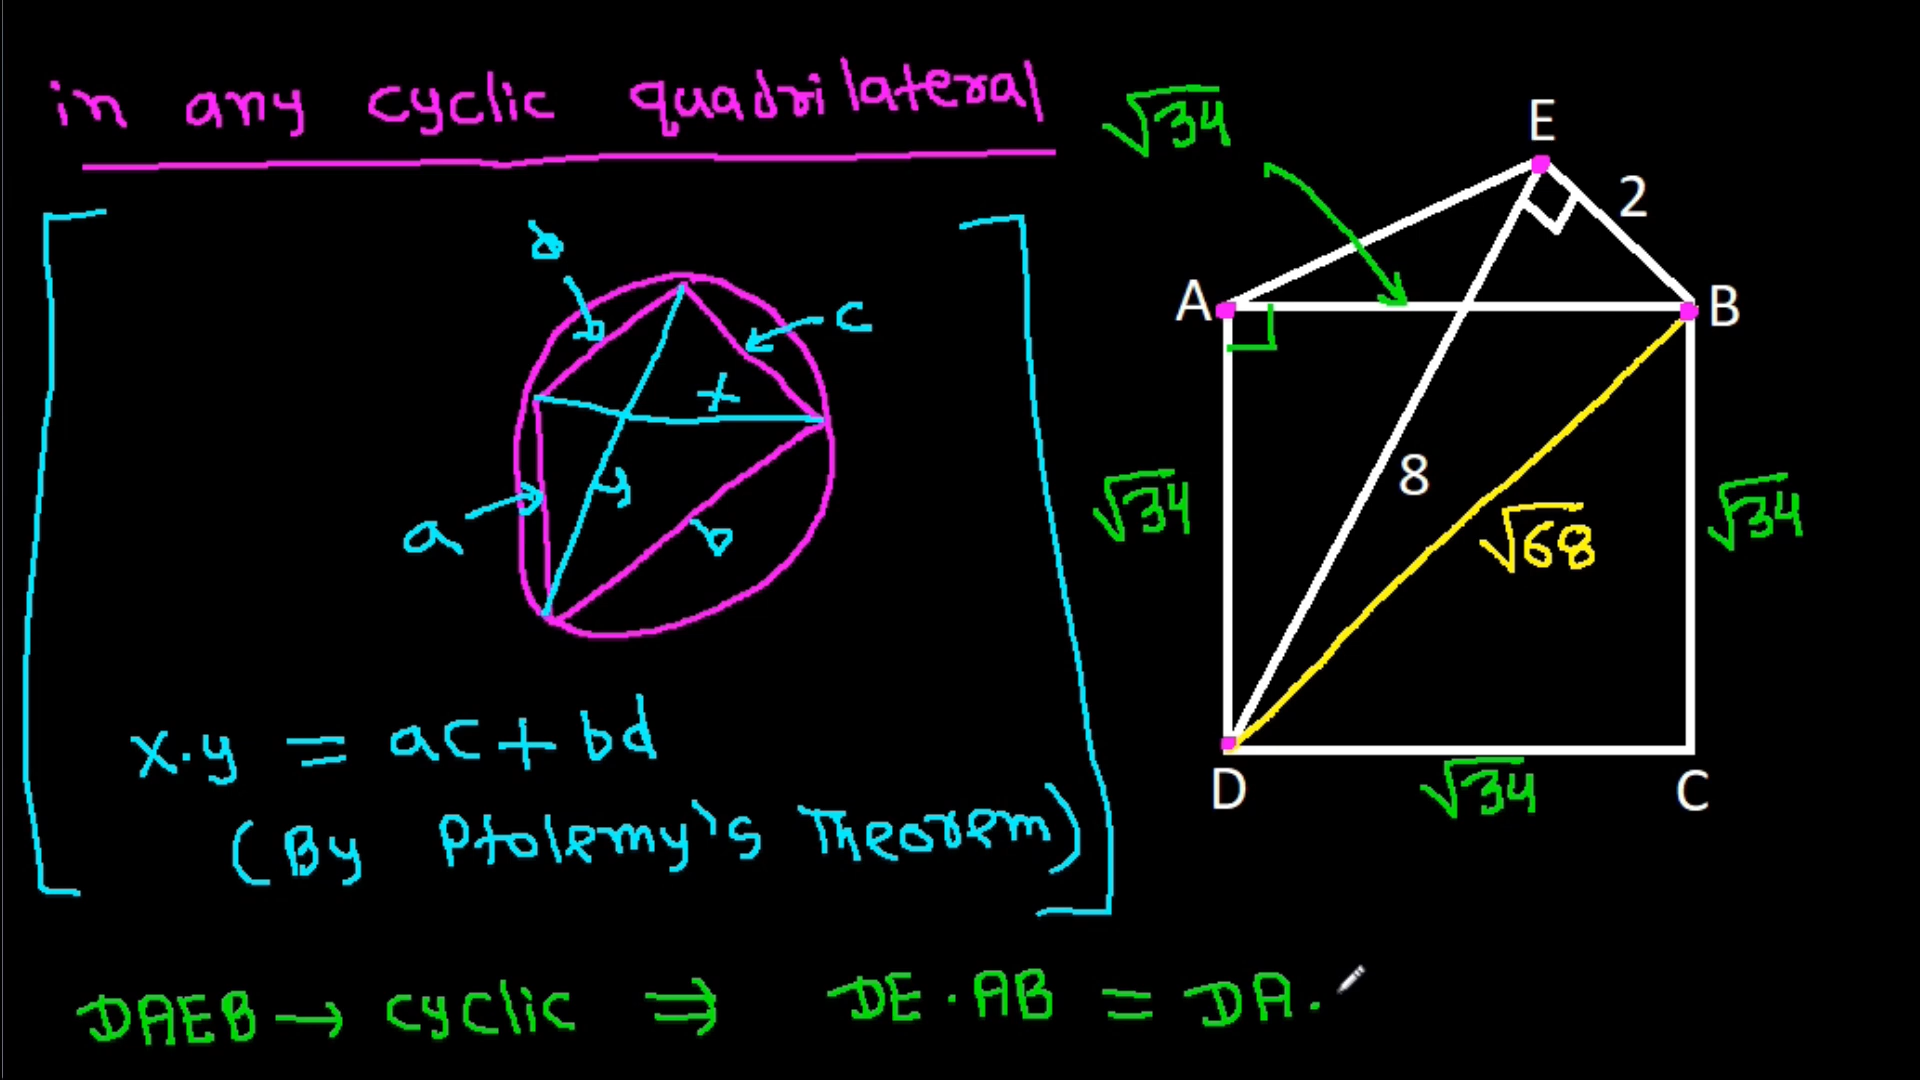 in any cyclic quadrilateral
a
c
x
y
b
x.y = ac + bd
(By Ptolemy's Theorem)
√34
E
2
A
B
8
√34
√68
√34
D
√34
C
DAEB → cyclic ⇒ DE . AB = DA .